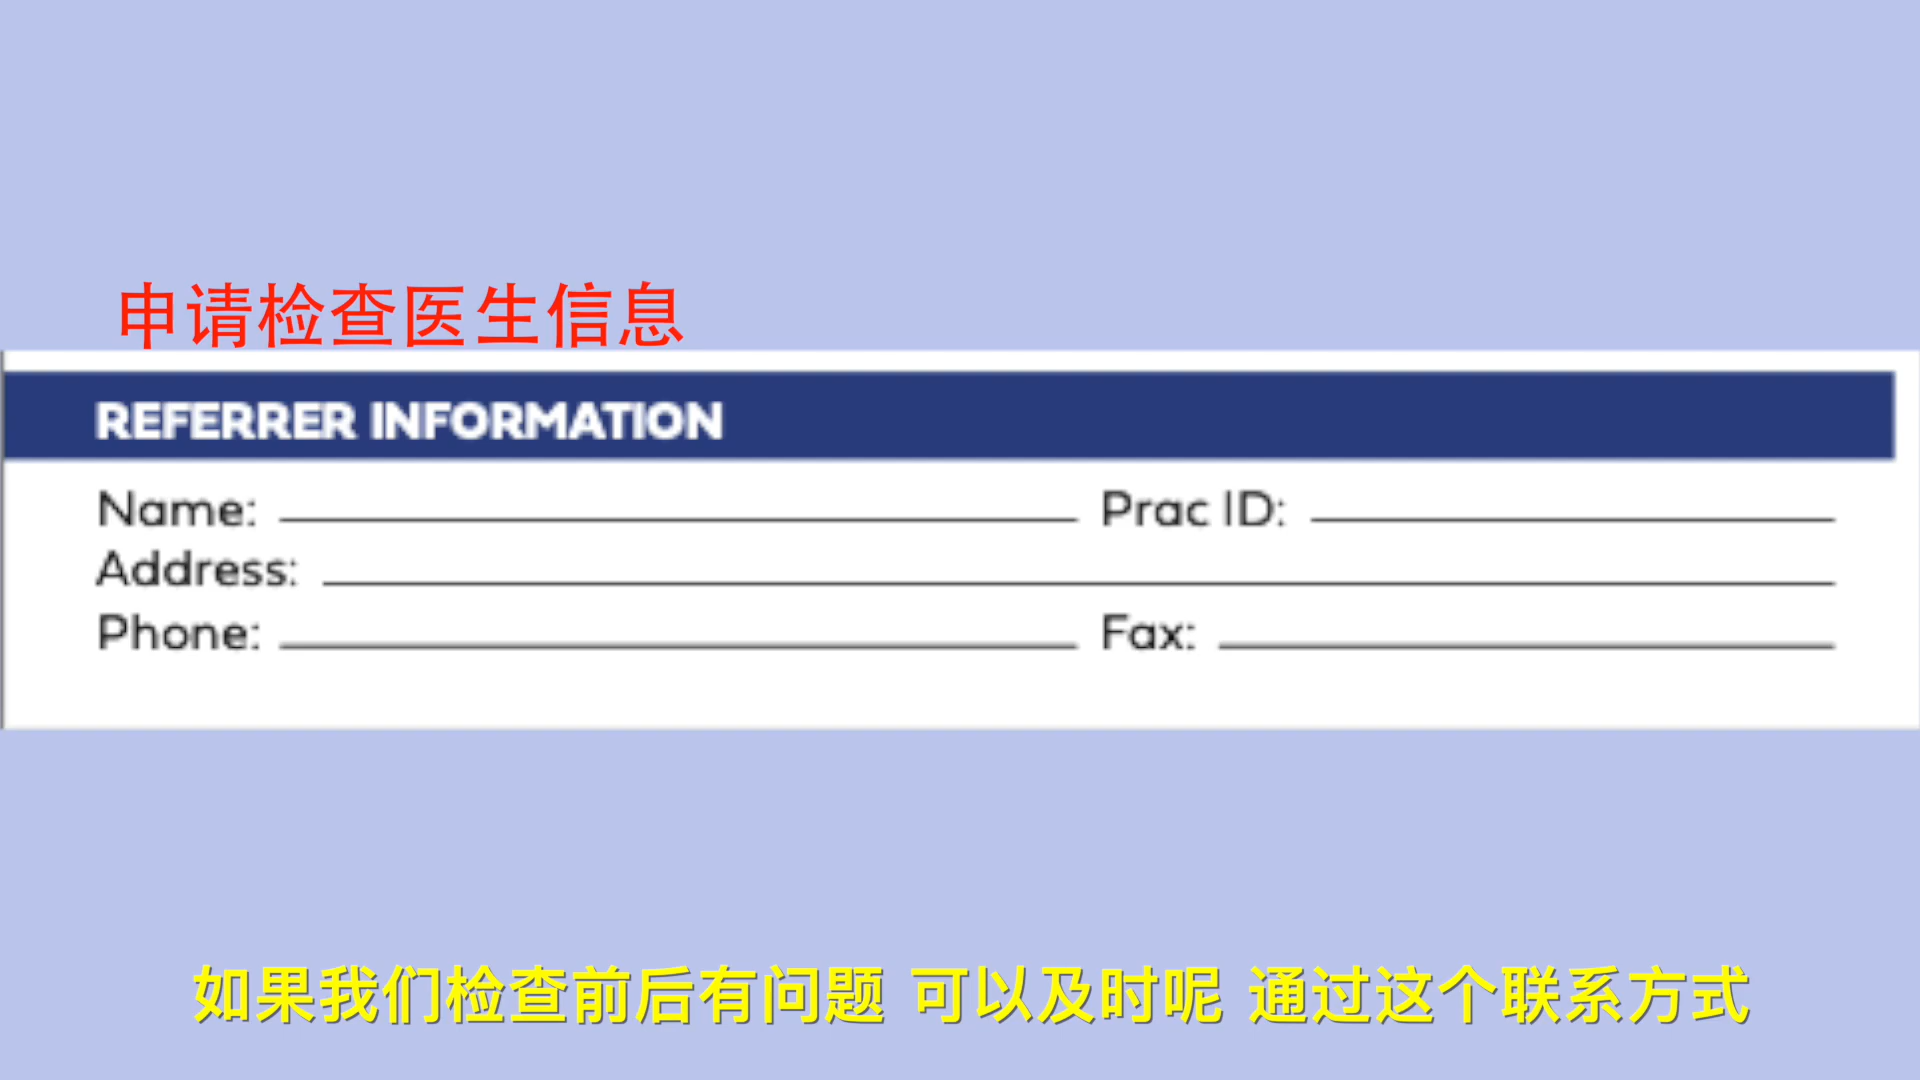 申请检查医生信息
REFERRER INFORMATION
Name: Prac ID:
Address:
Phone: Fax:
如果我们检查前后有问题 可以及时呢 通过这个联系方式